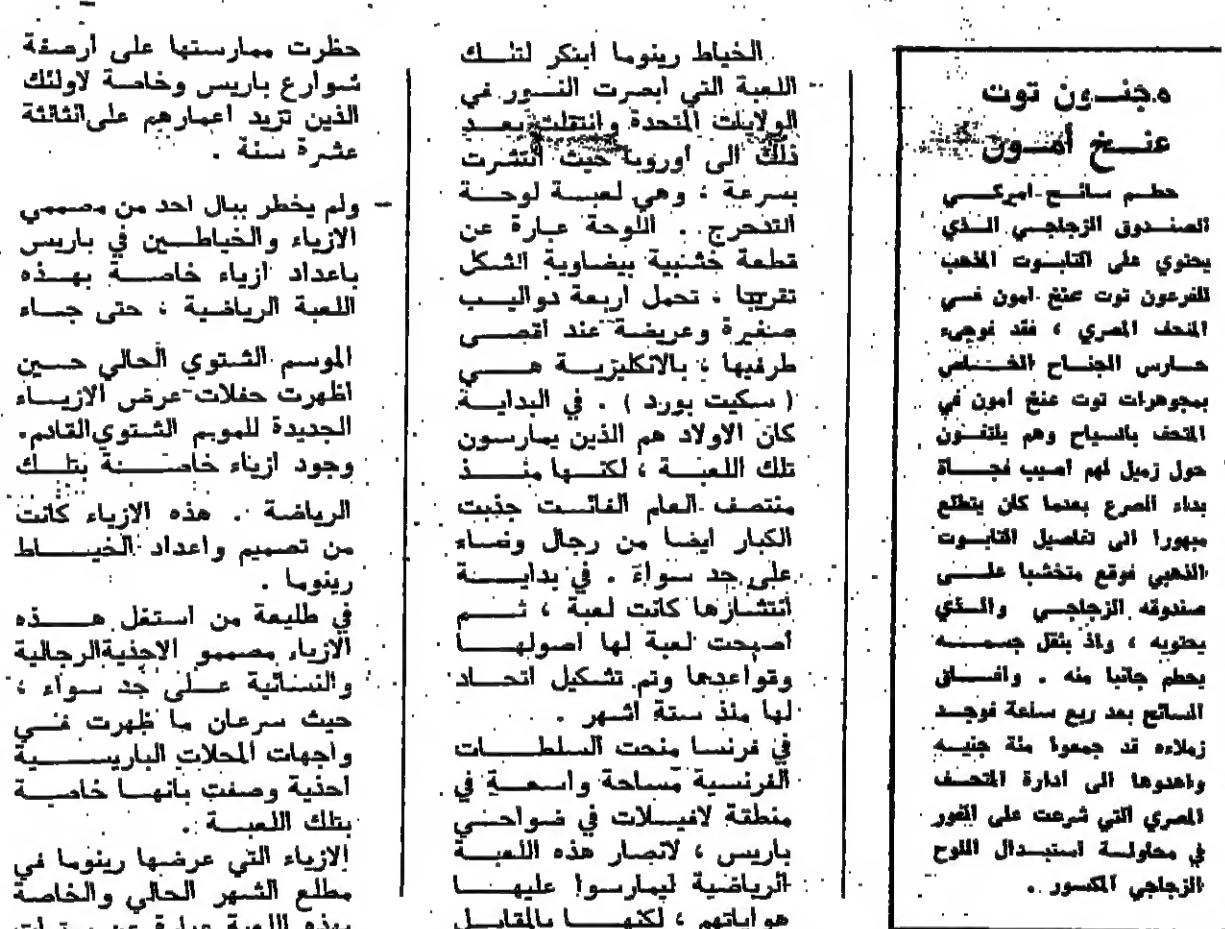 مجنون توت
عنخ أمون
حطم سائح اميركي
الصندوق الزجاجي الذي
يحتوي على التابوت الذهب
للفرعون توت عنخ امون في
المتحف المصري ، فقد فوجىء
حارس الجناح الخاص
بمجوهرات توت عنخ أمون في
المتحف بالسياح وهم يلتفون
حول زميل لهم اصيب فجاة
بداء الصرع بعدما كان يتطلع
مبهورا الى تفاصيل التابوت
الذهبي فوقع متخشبا على
صندوقه الزجاجي والذي
يحتويه ، واذ بثقل جسمه
يحطم جانبا منه . وافاق
السائح بعد ربع ساعة فوجد
زملاءه قد جمعوا مئة جنيه
واهدوها الى ادارة المتحف
المصري التي شرعت على الفور
في محاولة استبدال اللوح
الزجاجي المكسور .
الخياط رينوما ابتكر لتلك
اللعبة التي ابصرت النور في
الولايات المتحدة وانتقلت بعد
ذلك الى أوروبا حيث انتشرت
بسرعة ، وهي لعبة لوحة
التدحرج . اللوحة عبارة عن
قطعة خشبية بيضاوية الشكل
تقريبا ، تحمل اربعة دواليب
صغيرة وعريضة عند اقصى
طرفيها ، بالانكليزية هي
( سكيت بورد ) . في البداية
كان الاولاد هم الذين يمارسون
تلك اللعبة ، لكنها منذ
منتصف العام الفائت جذبت
الكبار ايضا من رجال ونساء
على حد سواء . في بداية
انتشارها كانت لعبة ، ثم
أصبحت لعبة لها اصولها
وقواعدها وتم تشكيل اتحاد
لها منذ ستة اشهر .
في فرنسا منحت السلطات
الفرنسية مساحة واسعة في
منطقة لافيلات في ضواحي
باريس ، لانصار هذه اللعبة
الرياضية ليمارسوا عليها
هواياتهم ، لكنها بالمقابل
حظرت ممارستها على ارصفة
شوارع باريس وخاصة لاولئك
الذين تزيد اعمارهم على الثالثة
عشرة سنة .
ولم يخطر ببال احد من مصممي
الازياء والخياطين في باريس
باعداد ازياء خاصة بهذه
اللعبة الرياضية ، حتى جاء
الموسم الشتوي الحالي حين
اظهرت حفلات عرض الازياء
الجديدة للموسم الشتوي القادم.
وجود ازياء خاصة بتلك
الرياضة . هذه الازياء كانت
من تصميم واعداد الخياط
رينوما .
في طليعة من استغل هذه
الازياء مصممو الاحذية الرجالية
والنسائية على حد سواء ،
حيث سرعان ما ظهرت في
واجهات المحلات الباريسية
احذية وصفت بانها خاصة
بتلك اللعبة .
الازياء التي عرضها رينوما في
مطلع الشهر الحالي والخاصة
بهذه اللعبة عبارة عن